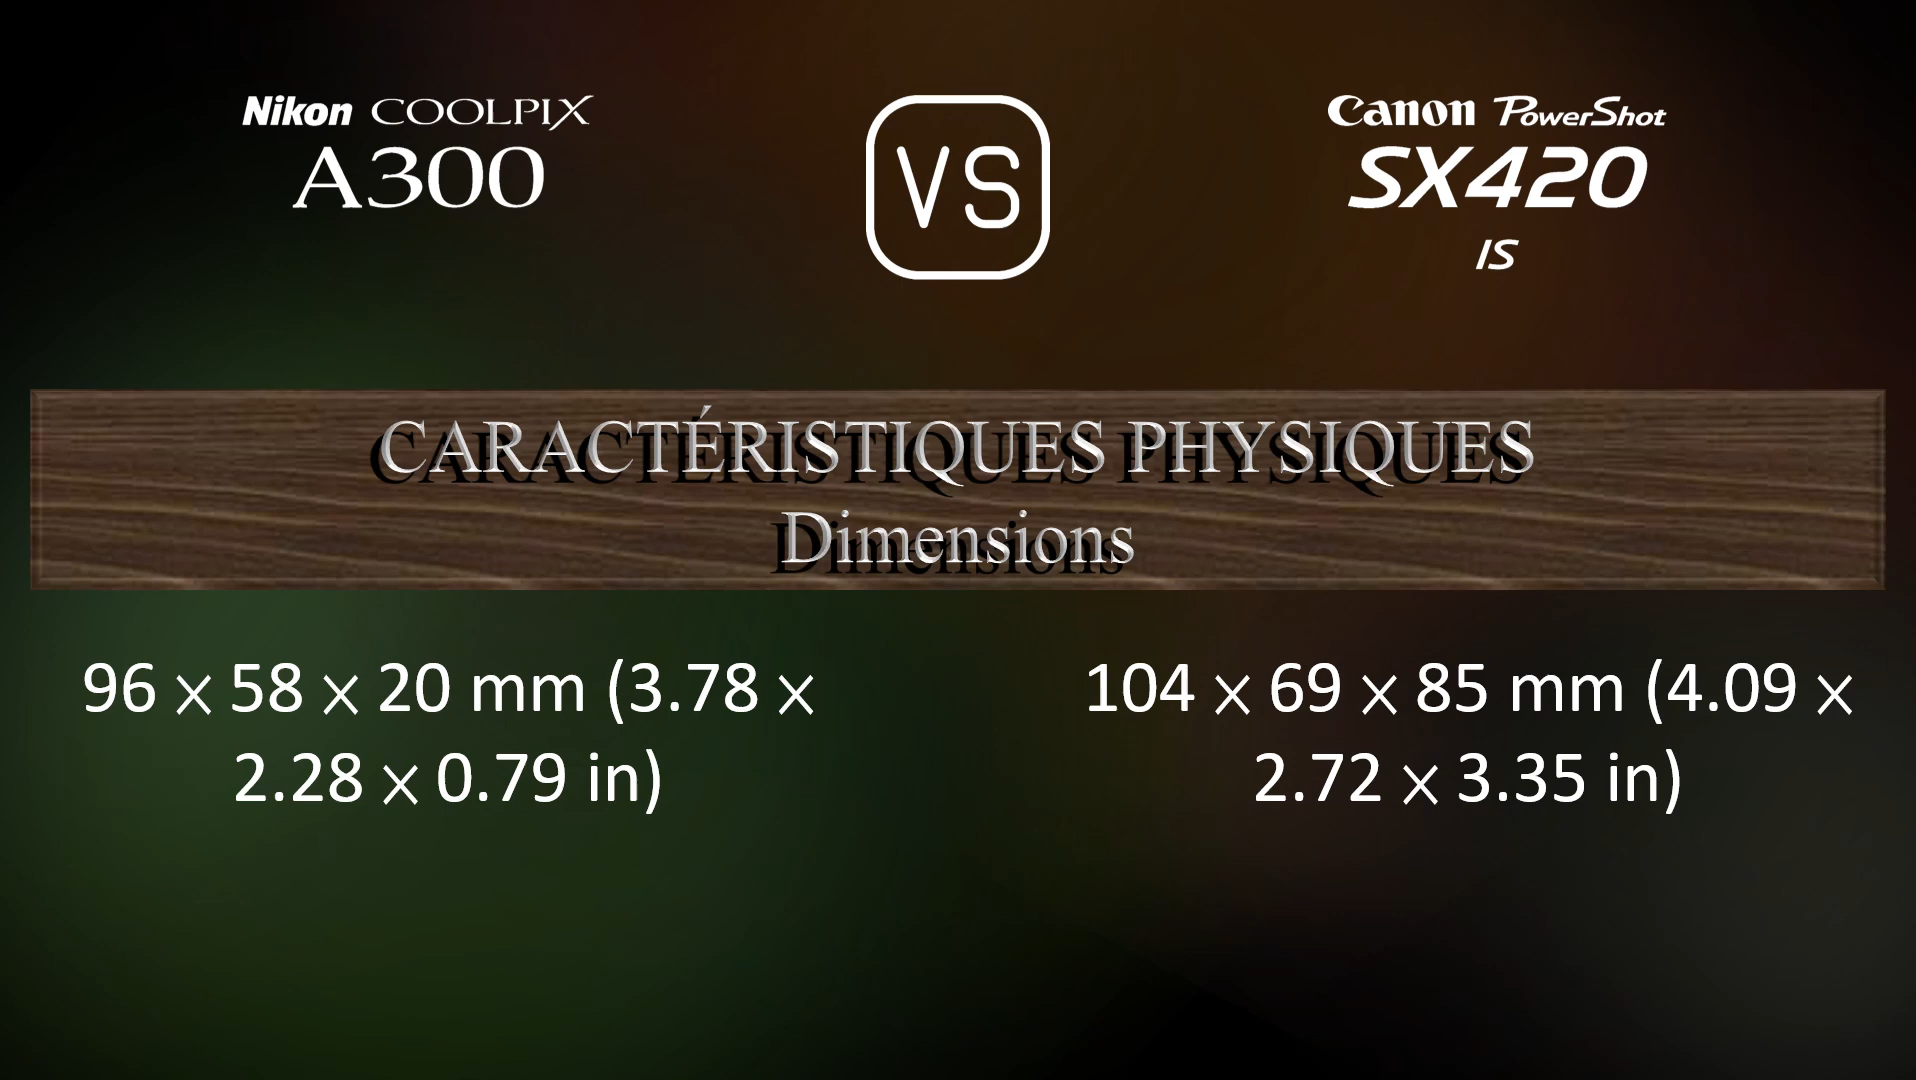 Nikon COOLPIX
A300
VS
Canon PowerShot
SX420
IS
CARACTÉRISTIQUES PHYSIQUES
Dimensions
96 x 58 x 20 mm (3.78 x
2.28 x 0.79 in)
104 x 69 x 85 mm (4.09 x
2.72 x 3.35 in)